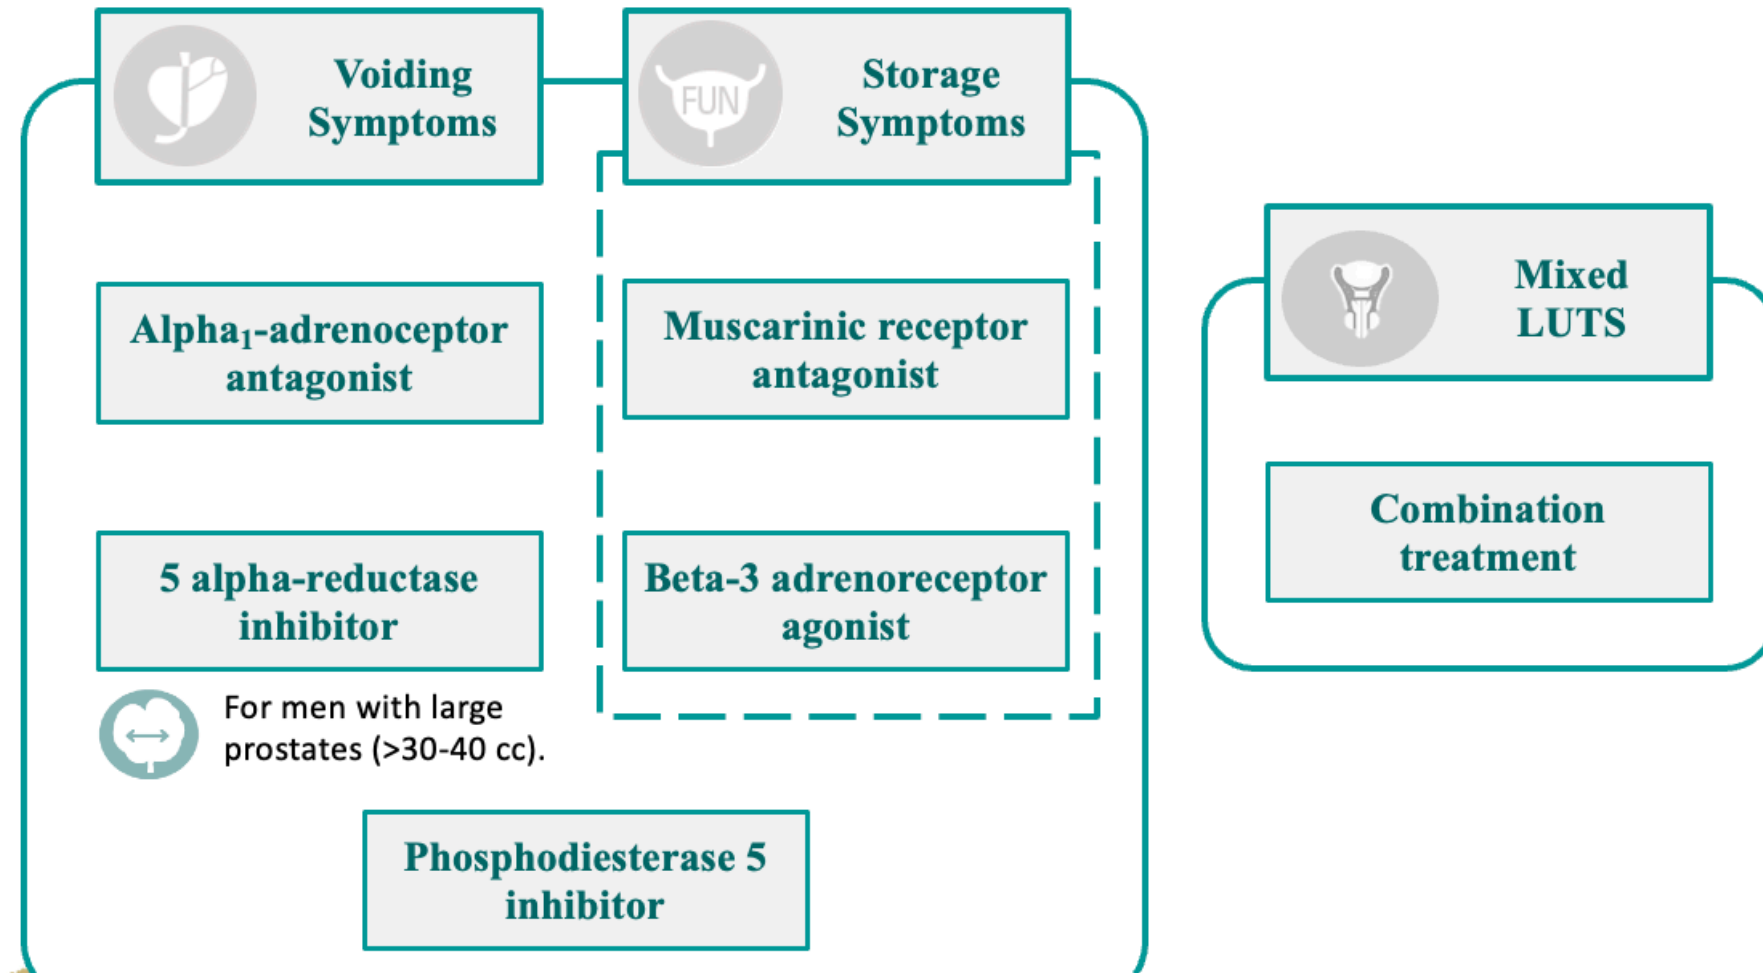 Voiding
Symptoms
FUN
Storage
Symptoms
Alpha₁-adrenoceptor
antagonist
Muscarinic receptor
antagonist
5 alpha-reductase
inhibitor
Beta-3 adrenoreceptor
agonist
For men with large
prostates (>30-40 cc).
Phosphodiesterase 5
inhibitor
Mixed
LUTS
Combination
treatment